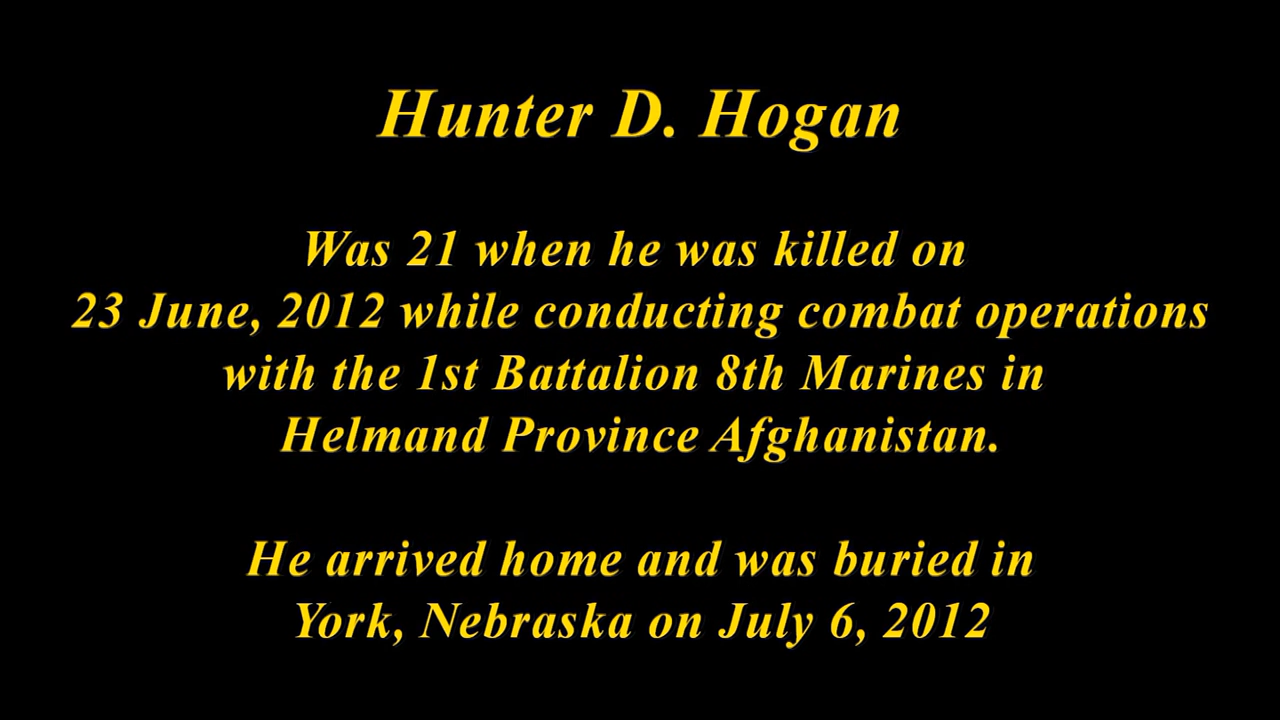 Hunter D. Hogan
Was 21 when he was killed on
23 June, 2012 while conducting combat operations
with the 1st Battalion 8th Marines in
Helmand Province Afghanistan.
He arrived home and was buried in
York, Nebraska on July 6, 2012